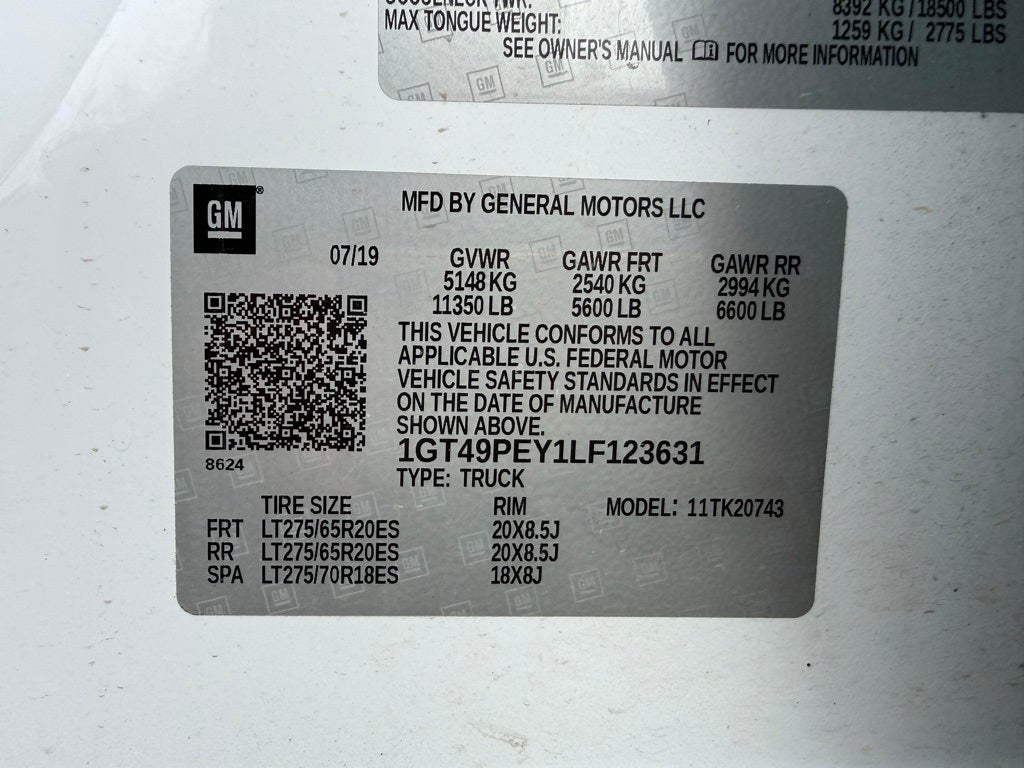 8392 KG / 18500 LBS
MAX TONGUE WEIGHT: 1259 KG / 2775 LBS
SEE OWNER'S MANUAL FOR MORE INFORMATION
GM®
MFD BY GENERAL MOTORS LLC
07/19 GVWR GAWR FRT GAWR RR
5148 KG 2540 KG 2994 KG
11350 LB 5600 LB 6600 LB
THIS VEHICLE CONFORMS TO ALL
APPLICABLE U.S. FEDERAL MOTOR
VEHICLE SAFETY STANDARDS IN EFFECT
ON THE DATE OF MANUFACTURE
SHOWN ABOVE.
8624
1GT49PEY1LF123631
TYPE: TRUCK
TIRE SIZE RIM MODEL: 11TK20743
FRT LT275/65R20ES 20X8.5J
RR LT275/65R20ES 20X8.5J
SPA LT275/70R18ES 18X8J